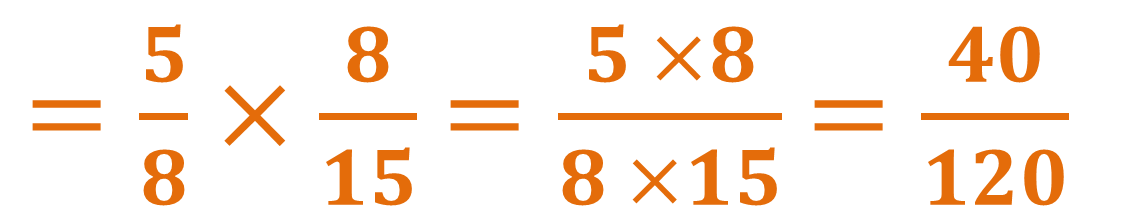 = 5/8 × 8/15 = 5 ×8/8 ×15 = 40/120